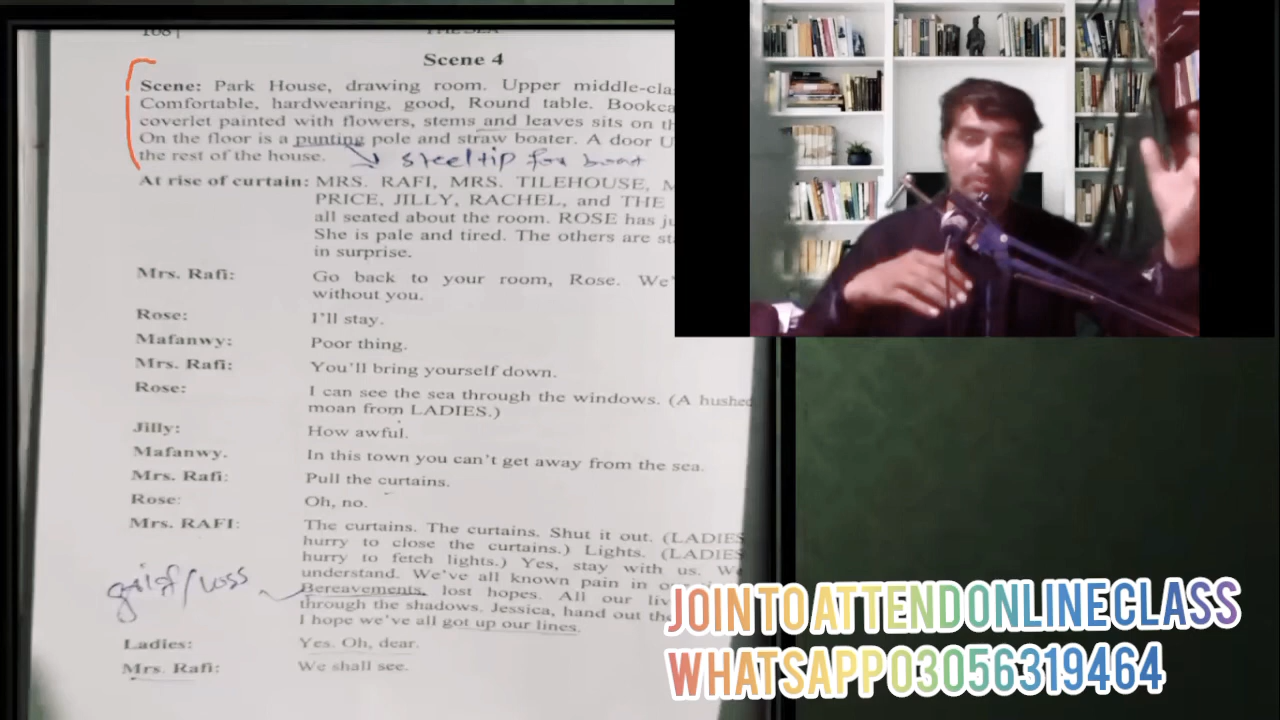 168| THE SEA
Scene 4
Scene: Park House, drawing room. Upper
Comfortable, hardwearing, good, Round table.
coverlet painted with flowers, stems and leaves sits on
On the floor is a punting pole and straw boater. A door
the rest of the house.
steel tip for boat
At rise of curtain: MRS. RAFI, MRS. TILEHOUSE,
PRICE, JILLY, RACHEL, and THE
all seated about the room. ROSE has
She is pale and tired. The others are
in surprise.
Mrs. Rafi: Go back to your room, Rose.
without you.
Rose: I'll stay.
Mafanwy: Poor thing.
Mrs. Rafi: You'll bring yourself down.
Rose: I can see the sea through the windows. (A hushed
moan from LADIES.)
Jilly: How awful.
Mafanwy. In this town you can't get away from the sea.
Mrs. Rafi: Pull the curtains.
Rose: Oh, no.
Mrs. RAFI: The curtains. The curtains. Shut it out. (LADIES
hurry to close the curtains.) Lights. (LADIES
hurry to fetch lights.) Yes, stay with us. We
understand. We've all known pain in
grief/loss
Bereavements, lost hopes. All our
through the shadows. Jessica, hand out
I hope we've all got up our lines.
Ladies: Yes. Oh, dear.
Mrs. Rafi: We shall see.
JOIN TO ATTEND ONLINE CLASS
WHATSAPP 03056319464